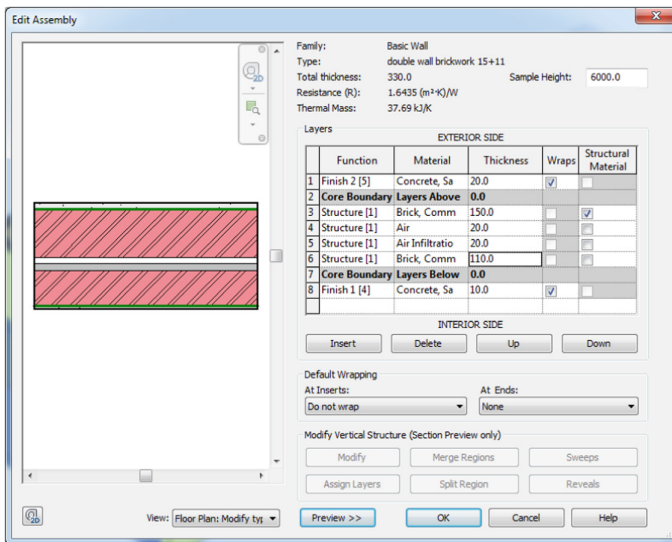 Edit Assembly
Family: Basic Wall
Type: double wall brickwork 15+11
Total thickness: 330.0 Sample Height: 6000.0
Resistance (R): 1.6435 (m²·K)/W
Thermal Mass: 37.69 kJ/K
Layers
EXTERIOR SIDE
Function Material Thickness Wraps Structural Material
1 Finish 2 [5] Concrete, Sa 20.0
2 Core Boundary Layers Above 0.0
3 Structure [1] Brick, Comm 150.0
4 Structure [1] Air 20.0
5 Structure [1] Air Infiltratio 20.0
6 Structure [1] Brick, Comm 110.0
7 Core Boundary Layers Below 0.0
8 Finish 1 [4] Concrete, Sa 10.0
INTERIOR SIDE
Insert Delete Up Down
Default Wrapping
At Inserts: At Ends:
Do not wrap None
Modify Vertical Structure (Section Preview only)
Modify Merge Regions Sweeps
Assign Layers Split Region Reveals
View: Floor Plan: Modify typ Preview >> OK Cancel Help
2D
2D